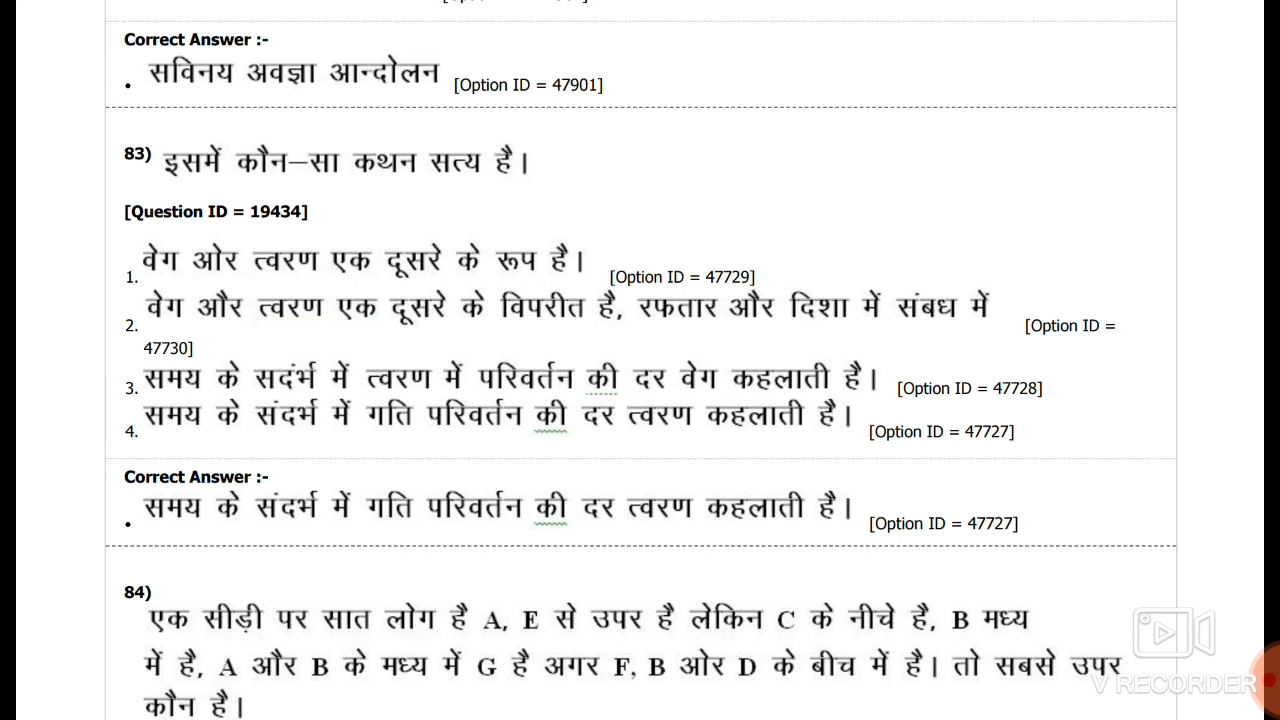 Correct Answer :-
• सविनय अवज्ञा आन्दोलन [Option ID = 47901]
83) इसमें कौन–सा कथन सत्य है।
[Question ID = 19434]
1. वेग ओर त्वरण एक दूसरे के रूप है। [Option ID = 47729]
2. वेग और त्वरण एक दूसरे के विपरीत है, रफतार और दिशा में संबध में [Option ID =
47730]
3. समय के सदंर्भ में त्वरण में परिवर्तन की दर वेग कहलाती है। [Option ID = 47728]
4. समय के संदर्भ में गति परिवर्तन की दर त्वरण कहलाती है। [Option ID = 47727]
Correct Answer :-
• समय के संदर्भ में गति परिवर्तन की दर त्वरण कहलाती है। [Option ID = 47727]
84)
एक सीड़ी पर सात लोग है A, E से उपर है लेकिन C के नीचे है, B मध्य
में है, A और B के मध्य में G है अगर F, B ओर D के बीच में है। तो सबसे उपर
कौन है।
V RECORDER